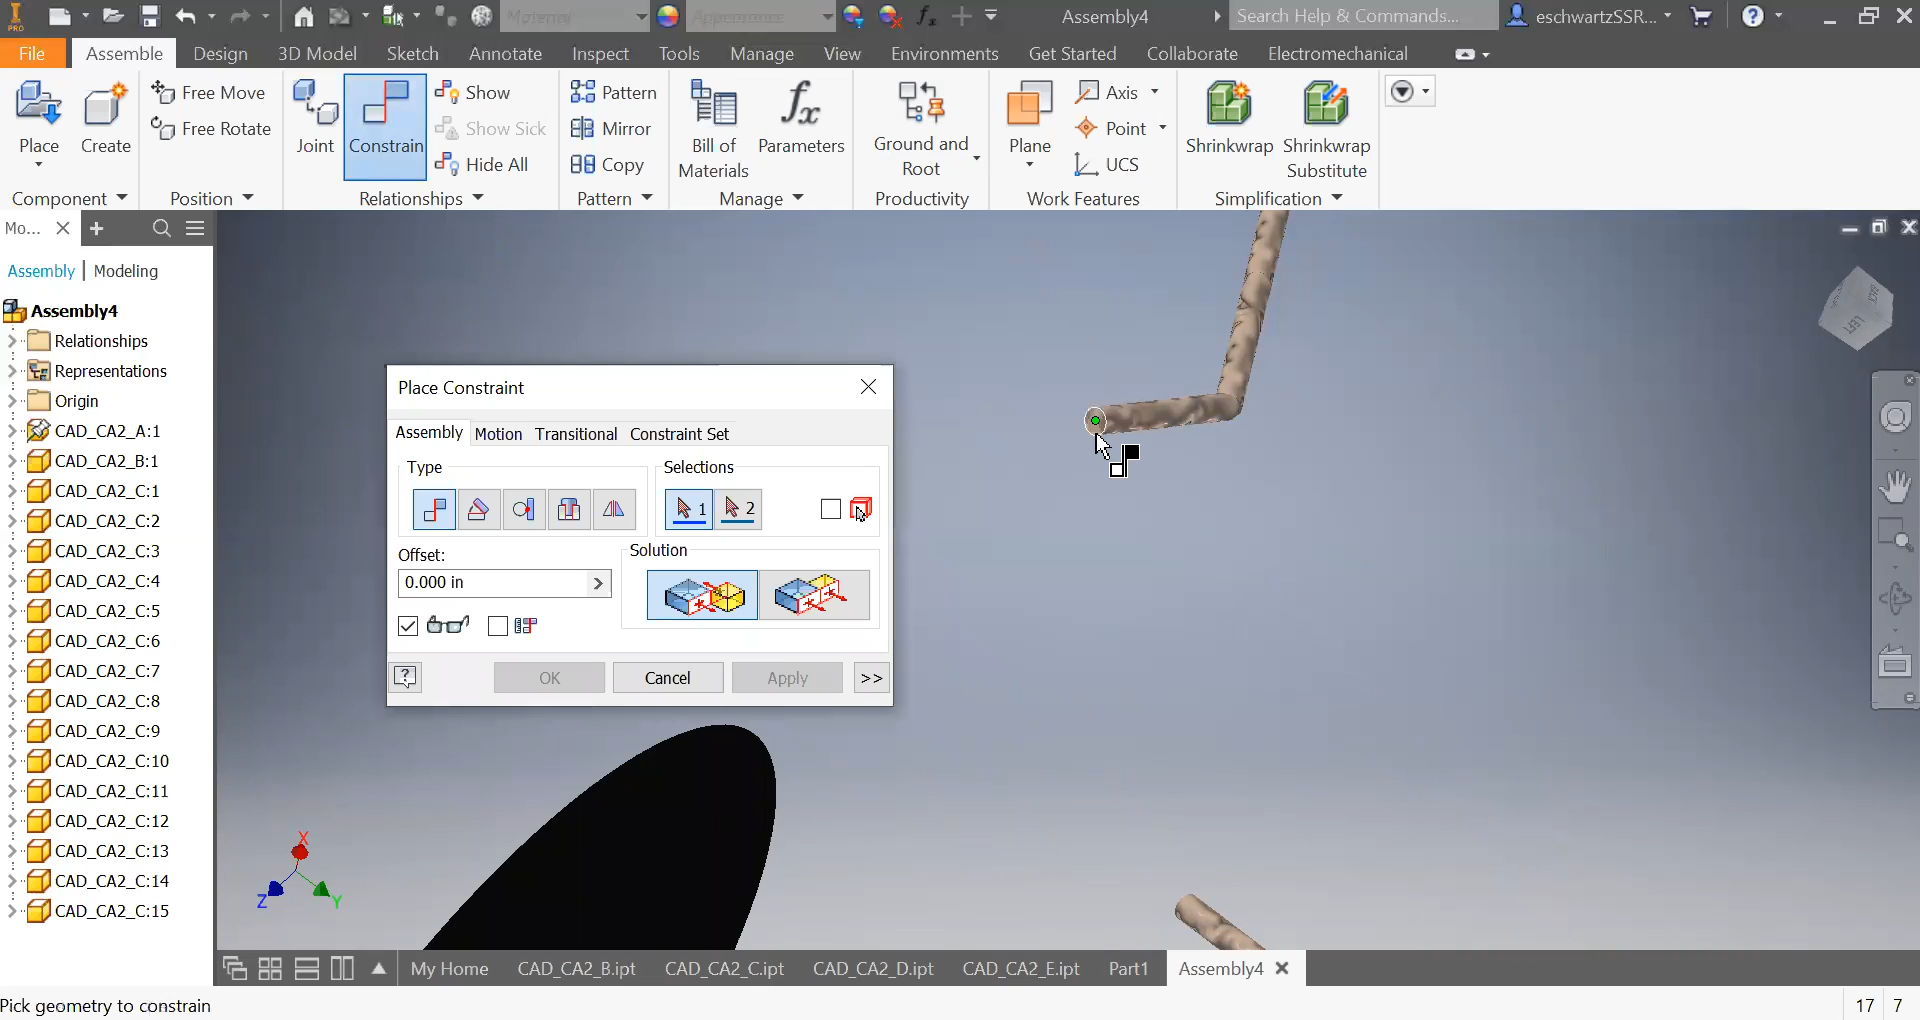 PRO
Material
Appearance
Assembly4
Search Help & Commands...
eschwartzSSR...
File
Assemble
Design
3D Model
Sketch
Annotate
Inspect
Tools
Manage
View
Environments
Get Started
Collaborate
Electromechanical
Place
Create
Free Move
Free Rotate
Joint
Constrain
Show
Show Sick
Hide All
Pattern
Mirror
Copy
Bill of
Materials
Parameters
Ground and
Root
Plane
Axis
Point
UCS
Shrinkwrap
Shrinkwrap
Substitute
Component
Position
Relationships
Pattern
Manage
Productivity
Work Features
Simplification
Mo...
Assembly
Modeling
Assembly4
Relationships
Representations
Origin
CAD_CA2_A:1
CAD_CA2_B:1
CAD_CA2_C:1
CAD_CA2_C:2
CAD_CA2_C:3
CAD_CA2_C:4
CAD_CA2_C:5
CAD_CA2_C:6
CAD_CA2_C:7
CAD_CA2_C:8
CAD_CA2_C:9
CAD_CA2_C:10
CAD_CA2_C:11
CAD_CA2_C:12
CAD_CA2_C:13
CAD_CA2_C:14
CAD_CA2_C:15
Place Constraint
Assembly
Motion
Transitional
Constraint Set
Type
Selections
1
2
Offset:
0.000 in
Solution
OK
Cancel
Apply
>>
LEFT
BACK
X
Z
Y
My Home
CAD_CA2_B.ipt
CAD_CA2_C.ipt
CAD_CA2_D.ipt
CAD_CA2_E.ipt
Part1
Assembly4
Pick geometry to constrain
17
7